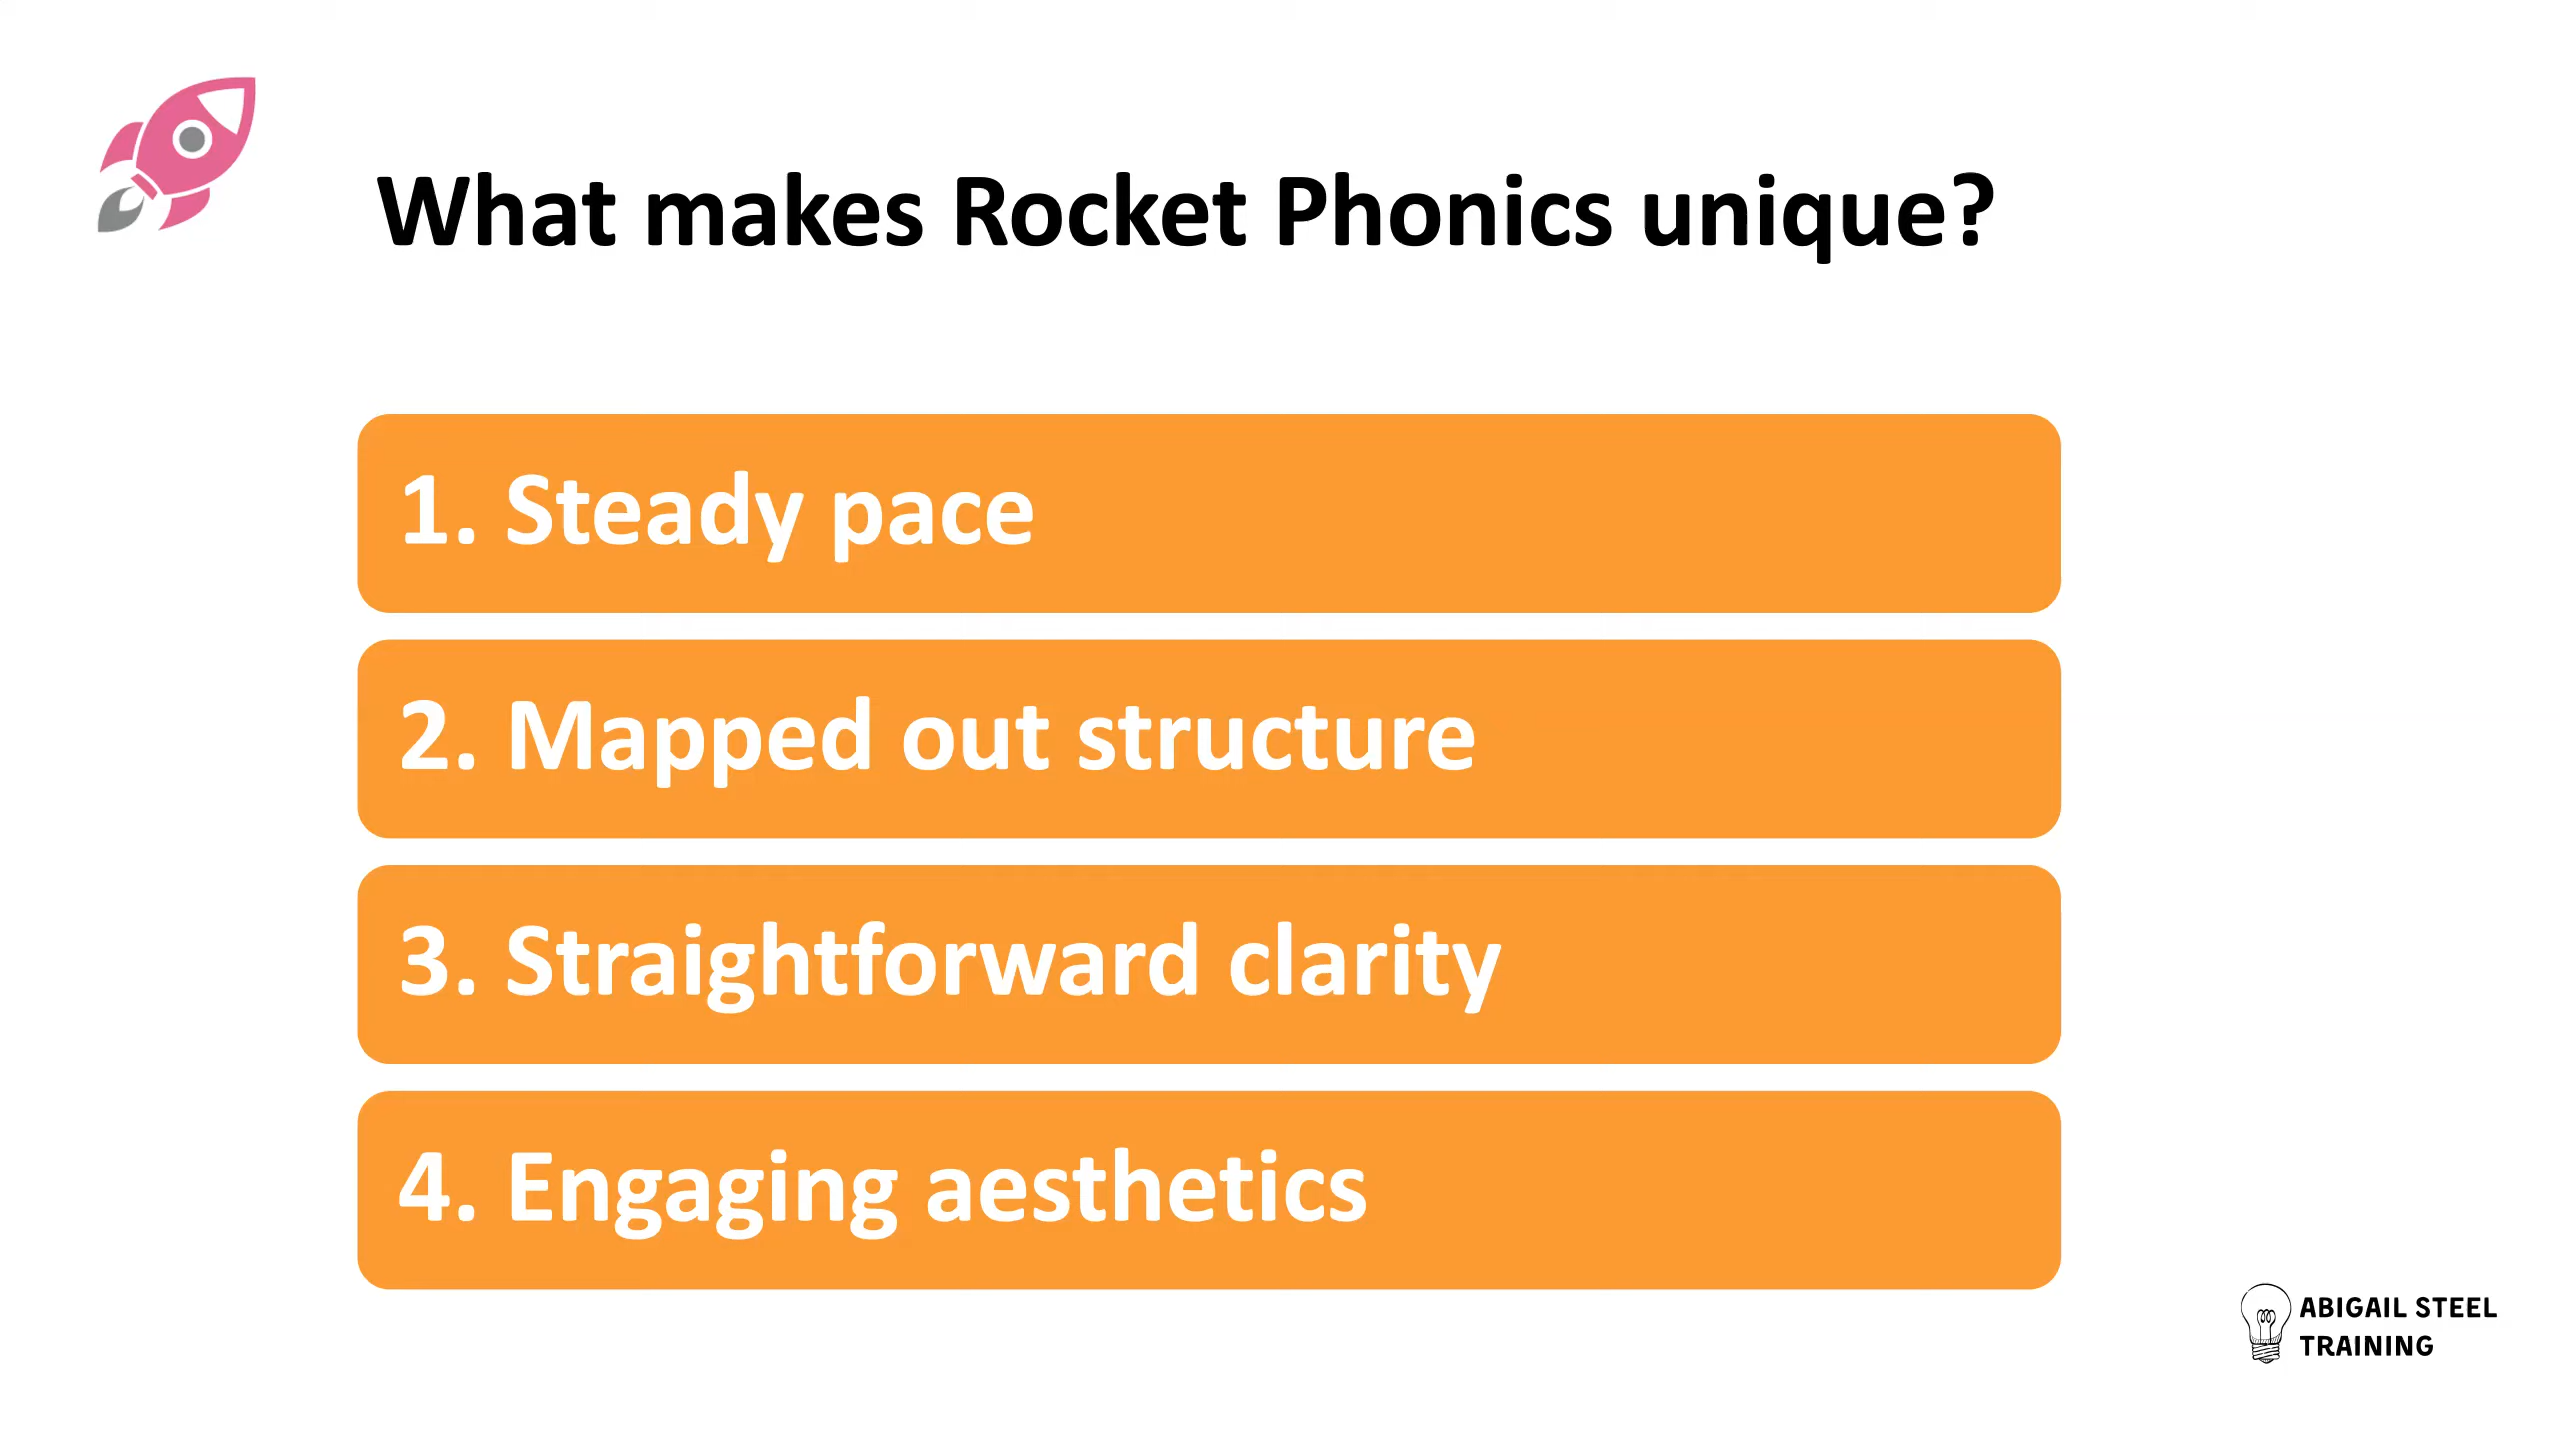 What makes Rocket Phonics unique?
1. Steady pace
2. Mapped out structure
3. Straightforward clarity
4. Engaging aesthetics
ABIGAIL STEEL
TRAINING